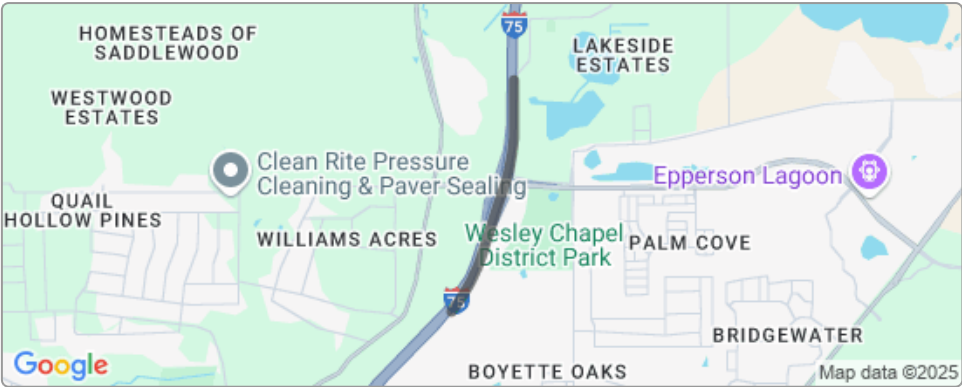 75
HOMESTEADS OF
SADDLEWOOD
LAKESIDE
ESTATES
WESTWOOD
ESTATES
Clean Rite Pressure
Cleaning & Paver Sealing
Epperson Lagoon
QUAIL
HOLLOW PINES
WILLIAMS ACRES
Wesley Chapel
District Park
PALM COVE
75
BRIDGEWATER
Google
BOYETTE OAKS
Map data ©2025